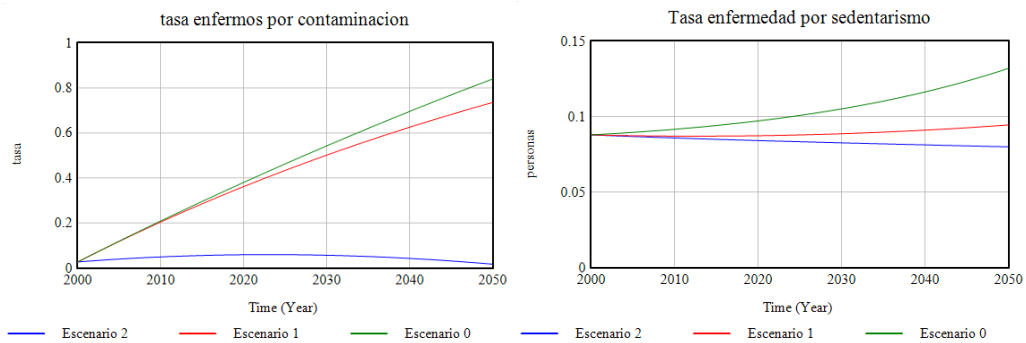 tasa enfermos por contaminacion
1
0.8
0.6
0.4
0.2
0
tasa
2000 2010 2020 2030 2040 2050
Time (Year)
Escenario 2 Escenario 1 Escenario 0
Tasa enfermedad por sedentarismo
0.15
0.1
0.05
0
personas
2000 2010 2020 2030 2040 2050
Time (Year)
Escenario 2 Escenario 1 Escenario 0